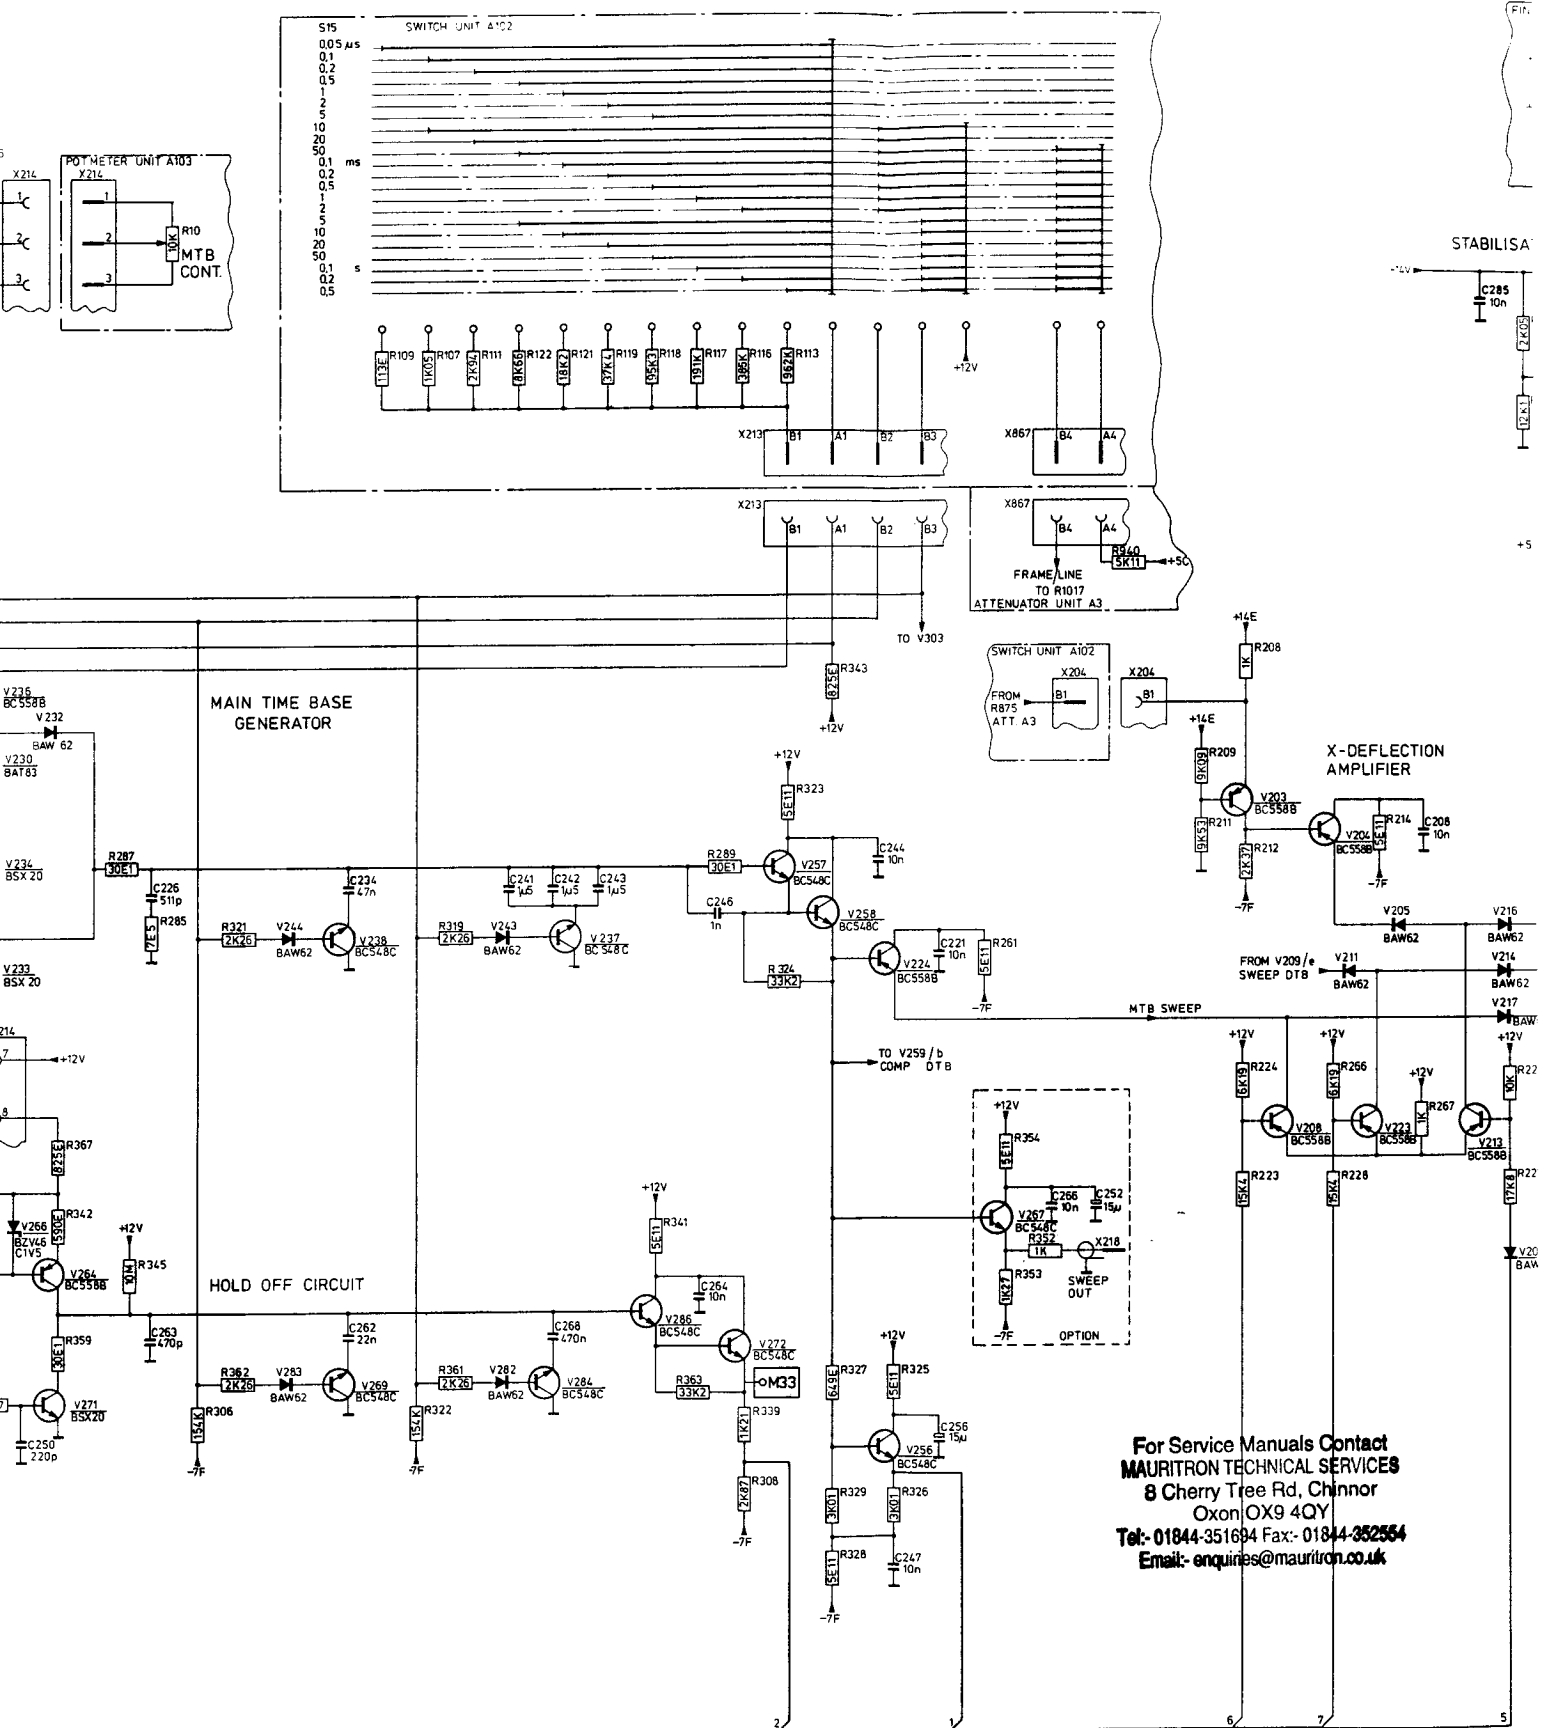 S15 SWITCH UNIT A102
0,05 µs
0,1
0,2
0,5
1
2
5
10
20
50
0,1 ms
0,2
0,5
1
2
5
10
20
50
0,1 s
0,2
0,5
POTMETER UNIT A103
X214 X214
1 1
2 2
3 3
R10
10K
MTB
CONT.
R109 R107 R111 R122 R121 R119 R118 R117 R116 R113
113E 1K05 2K94 8K66 18K2 37K4 95K3 191K 385K 962K
+12V
X213 B1 A1 B2 B3
X867 B4 A4
X213 B1 A1 B2 B3
X867 B4 A4
R940
5K11
FRAME/LINE
TO R1017
ATTENUATOR UNIT A3
TO V303
STABILISA
C285
10n
2K05
12K1
+5
R343
825E
+12V
SWITCH UNIT A102
X204 X204
B1 B1
FROM
R875
ATT. A3
+14E
R208
1K
+14E
R209
9K09
V203
BC558B
R211
9K53
R212
2K37
-7F
X-DEFLECTION
AMPLIFIER
V204
BC558B
R214
5E11
C208
10n
-7F
V205
BAW62
V216
BAW62
FROM V209/e
SWEEP DTB
V211
BAW62
V214
BAW62
V217
BAW
V236
BC558B
V232
BAW 62
V230
BAT83
V234
BSX 20
V233
BSX 20
MAIN TIME BASE
GENERATOR
R287
30E1
C226
511p
R285
7E5
C234
47n
R321
2K26
V244
BAW62
V238
BC548C
C241
1µ5
C242
1µ5
C243
1µ5
R319
2K26
V243
BAW62
V237
BC548C
+12V
R323
5E11
R289
30E1
V257
BC548C
C244
10n
C246
1n
V258
BC548C
R324
33K2
V224
BC558B
C221
10n
R261
5E11
-7F
MTB SWEEP
TO V259/b
COMP DTB
214
7
+12V
8
R367
825E
R342
590E
V266
BZV46
C1V5
V264
BC558B
+12V
R345
10M
R359
30E1
C263
470p
V271
BSX20
C250
220p
HOLD OFF CIRCUIT
C262
22n
R362
2K26
V283
BAW62
V269
BC548C
R306
154K
-7F
C268
470n
R361
2K26
V282
BAW62
V284
BC548C
R322
154K
-7F
+12V
R341
5E11
C264
10n
V286
BC548C
V272
BC548C
R363
33K2
M33
R339
1K21
R308
2K87
-7F
+12V
R354
5E11
V267
BC548C
C266
10n
C252
15µ
R352
1K
X218
SWEEP
OUT
R353
1K27
-7F
OPTION
R327
649E
+12V
R325
5E11
C256
15µ
V256
BC548C
R329
3K01
R326
3K01
R328
5E11
C247
10n
-7F
+12V
R224
6K19
+12V
R266
6K19
+12V
R267
1K
+12V
R22
10K
V208
BC558B
V223
BC558B
V213
BC558B
R223
15K4
R228
15K4
R22
17K8
V20
BAW
For Service Manuals Contact
MAURITRON TECHNICAL SERVICES
8 Cherry Tree Rd, Chinnor
Oxon OX9 4QY
Tel:- 01844-351694 Fax:- 01844-352554
Email:- enquiries@mauritron.co.uk
2 1 6 7 5